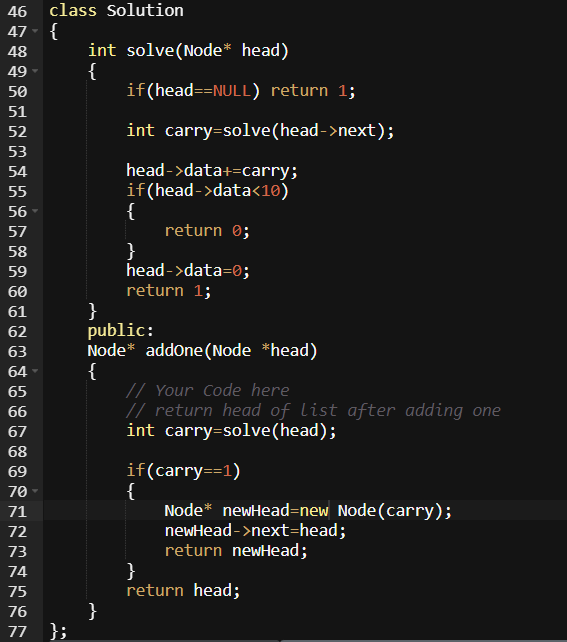 46 class Solution
47 {
48     int solve(Node* head)
49     {
50         if(head==NULL) return 1;
51
52         int carry=solve(head->next);
53
54         head->data+=carry;
55         if(head->data<10)
56         {
57             return 0;
58         }
59         head->data=0;
60         return 1;
61     }
62     public:
63     Node* addOne(Node *head)
64     {
65         // Your Code here
66         // return head of list after adding one
67         int carry=solve(head);
68
69         if(carry==1)
70         {
71             Node* newHead=new Node(carry);
72             newHead->next=head;
73             return newHead;
74         }
75         return head;
76     }
77 };